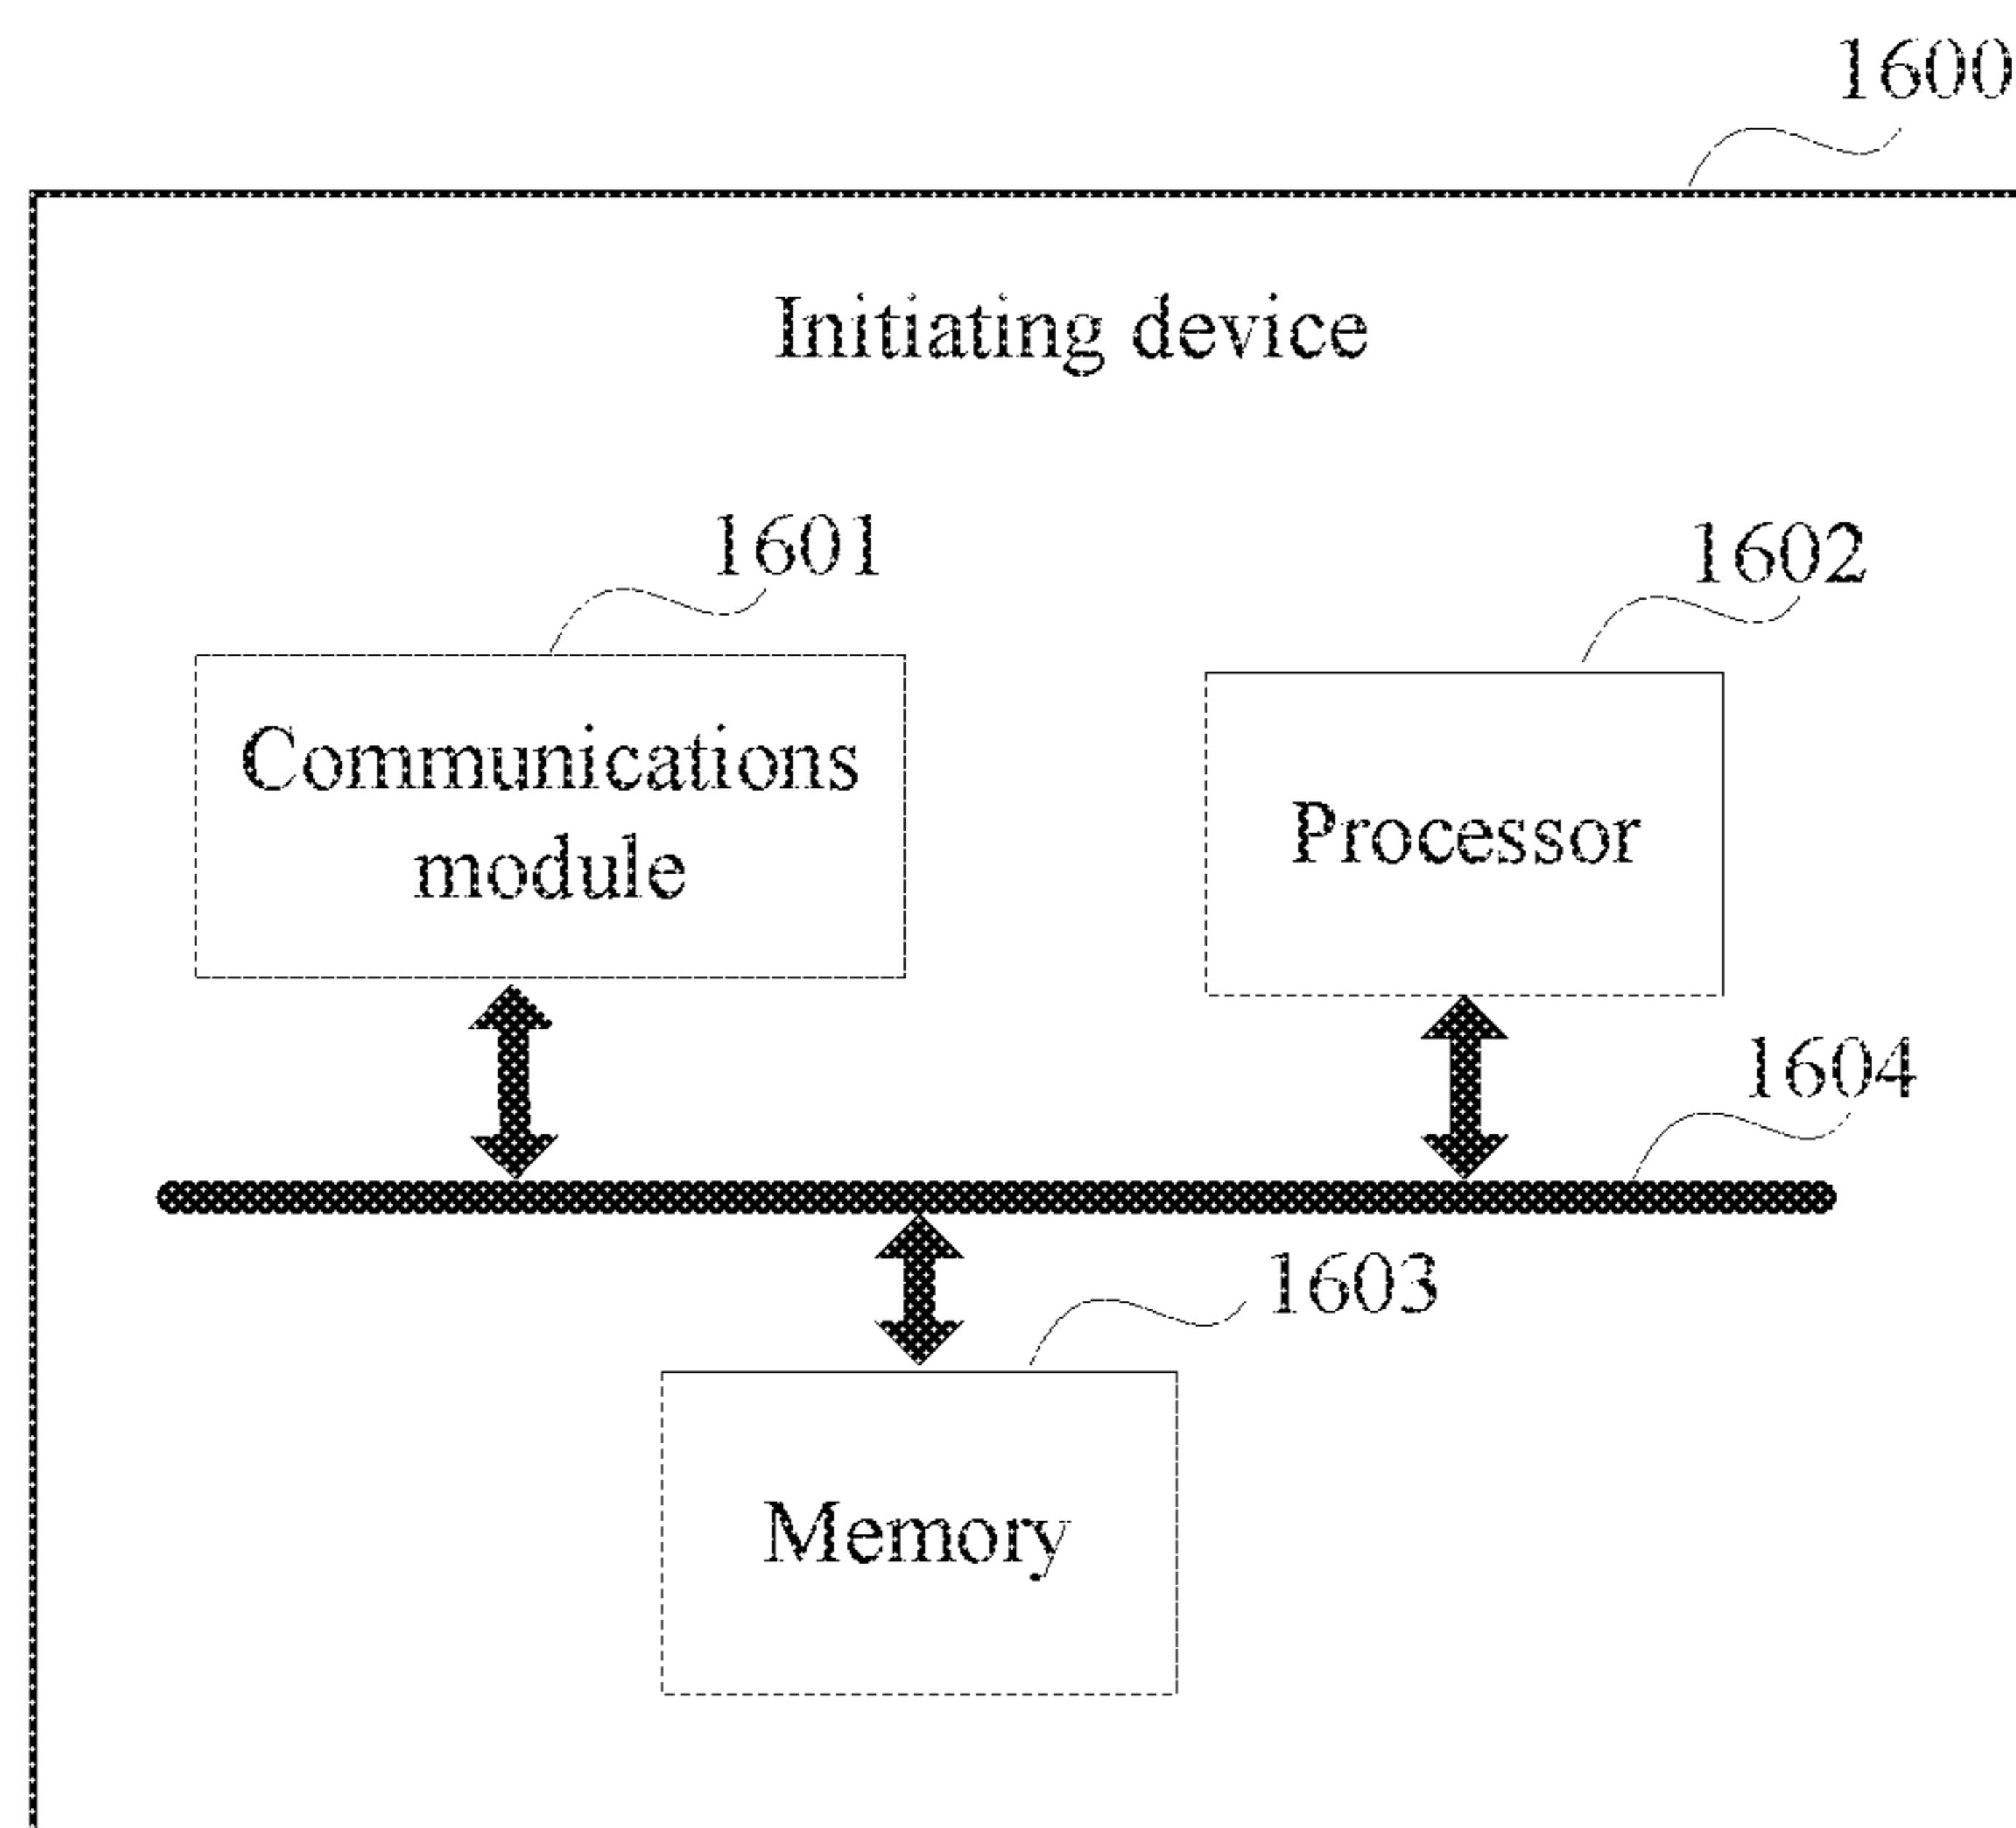 1600
Initiating device
1601
1602
Communications
module
Processor
1604
1603
Memory